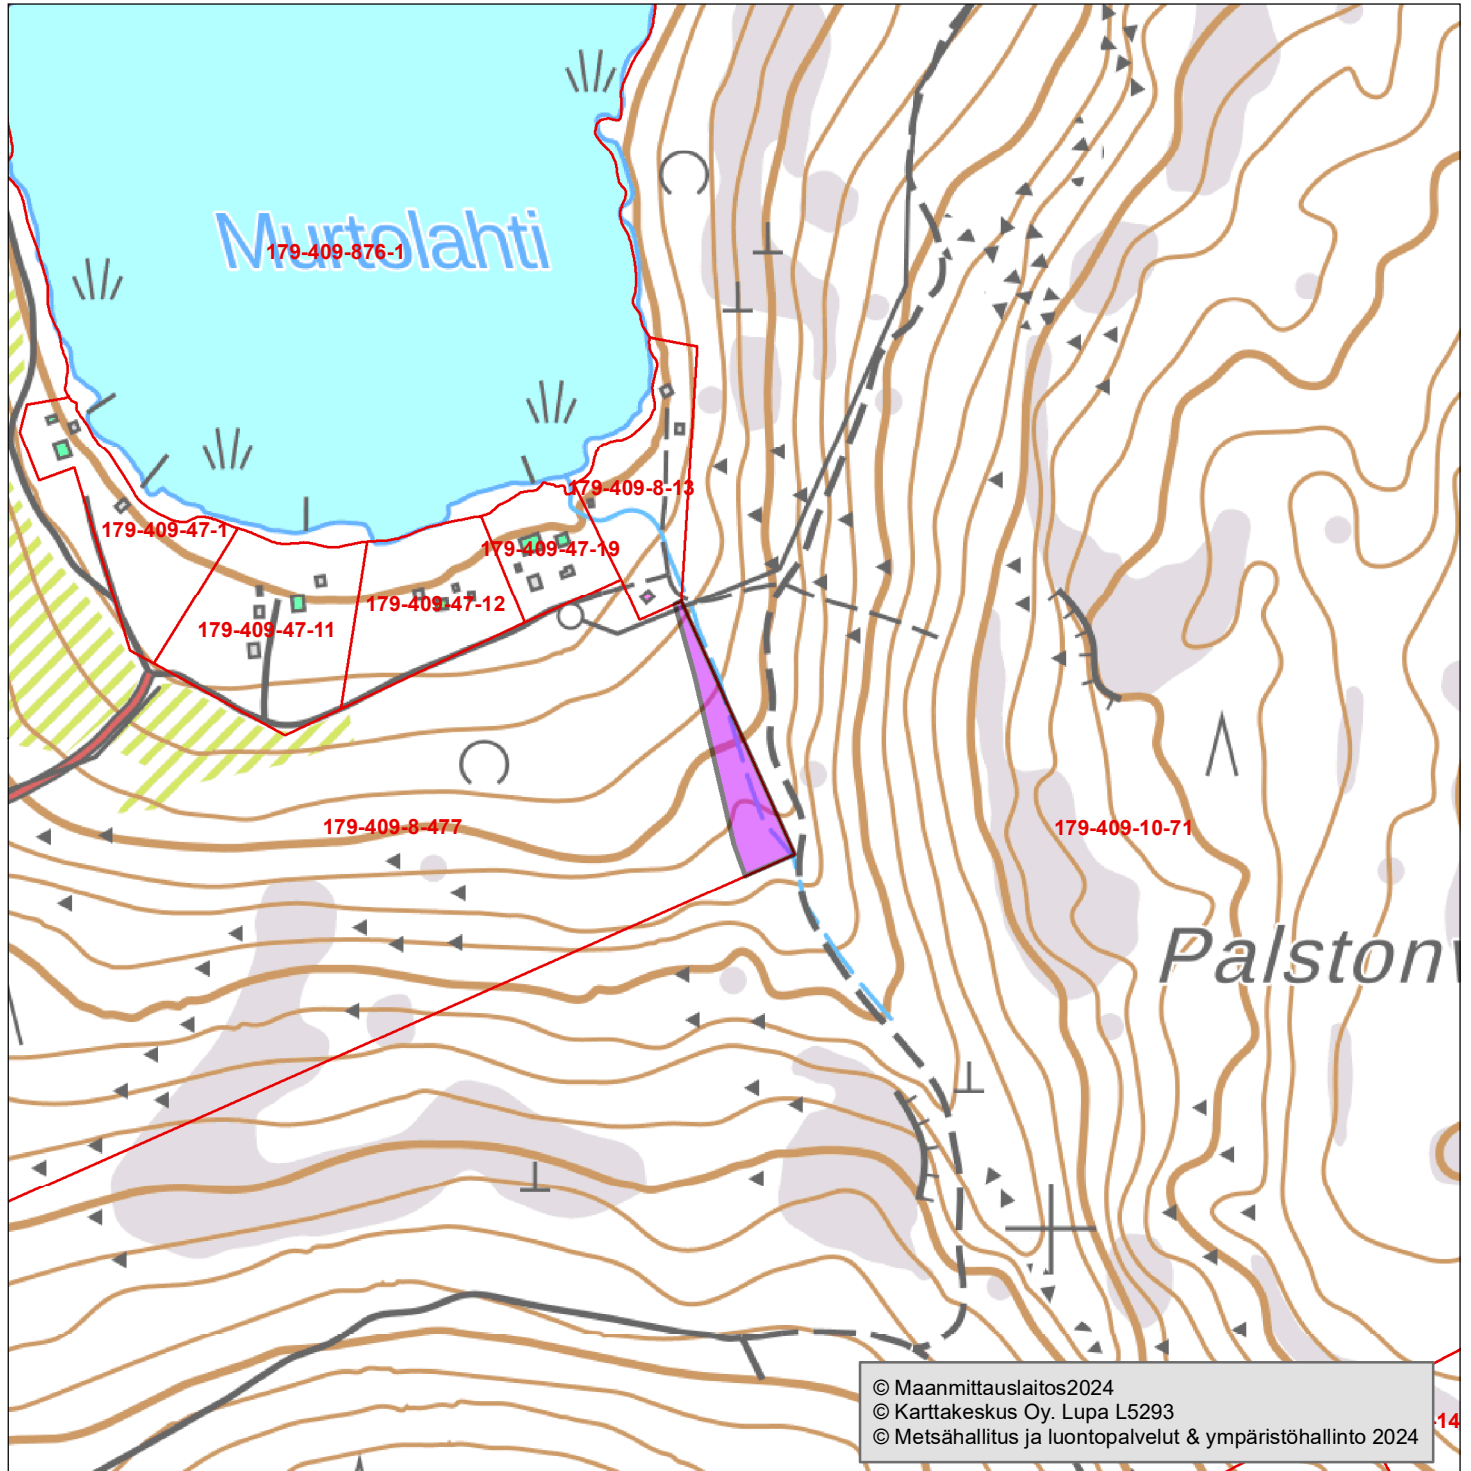 Murtolahti
179-409-876-1
179-409-8-13
179-409-47-1
179-409-47-19
179-409-47-12
179-409-47-11
179-409-8-477
179-409-10-71
-14
© Maanmittauslaitos2024
© Karttakeskus Oy. Lupa L5293
© Metsähallitus ja luontopalvelut & ympäristöhallinto 2024